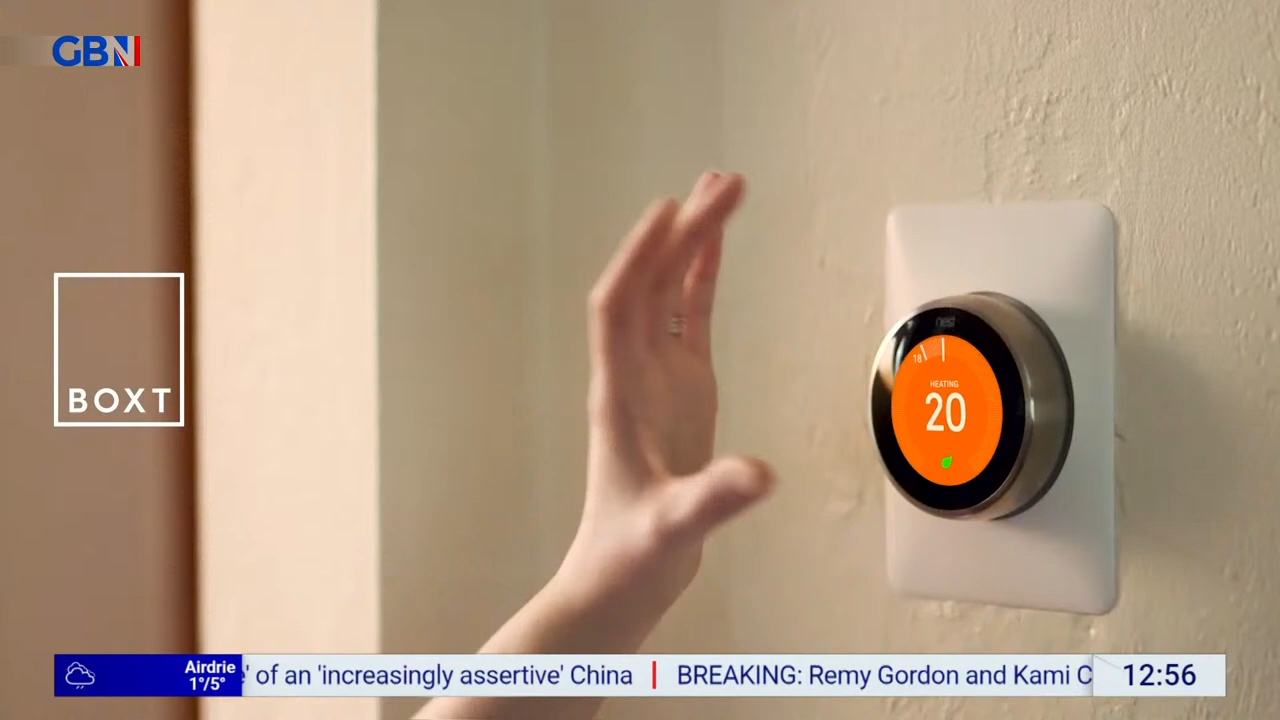 GBN
nest
18
HEATING
20
BOXT
Airdrie
1°/5°
' of an 'increasingly assertive' China | BREAKING: Remy Gordon and Kami C
12:56